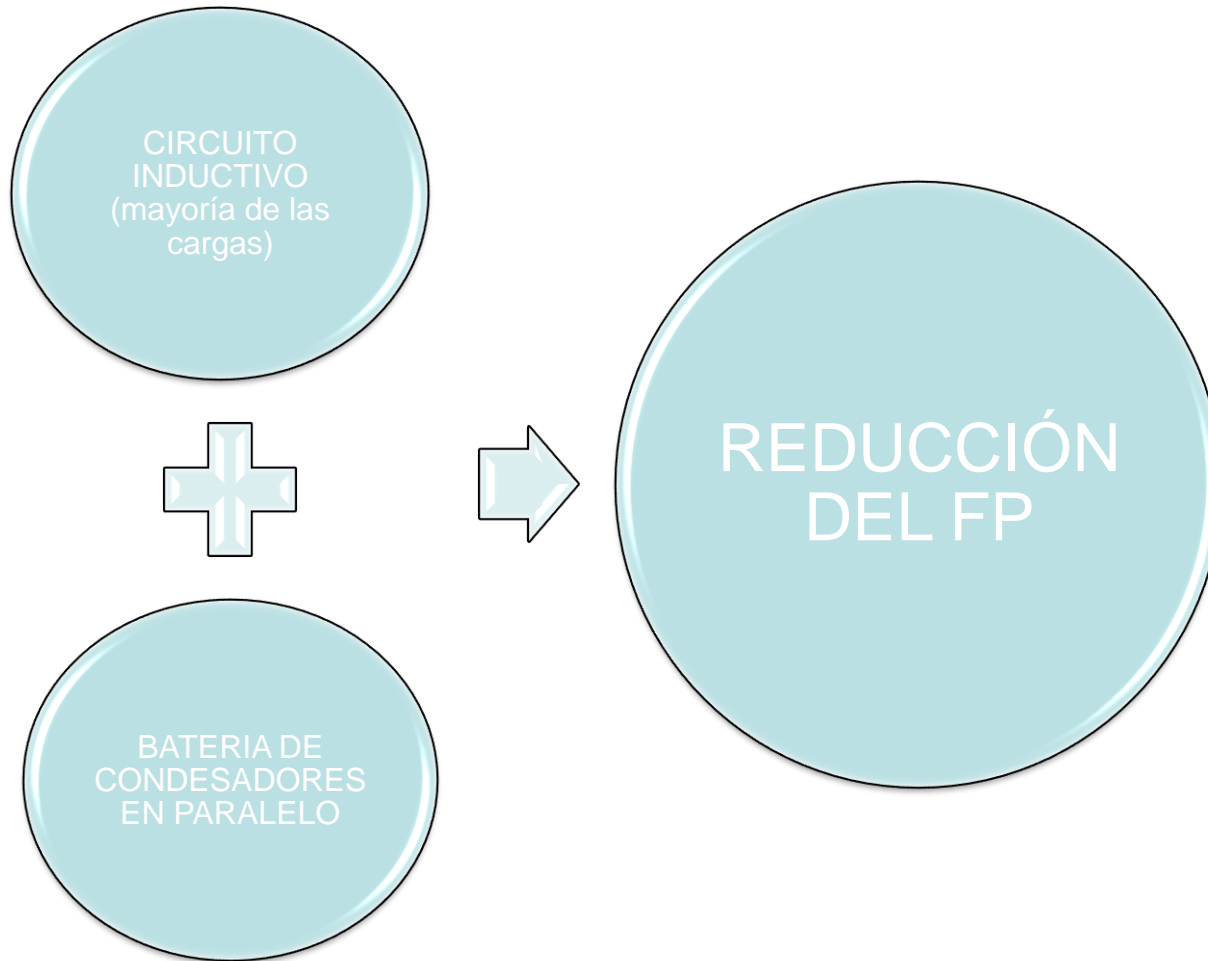 CIRCUITO
INDUCTIVO
(mayoría de las
cargas)
BATERIA DE
CONDESADORES
EN PARALELO
REDUCCIÓN
DEL FP